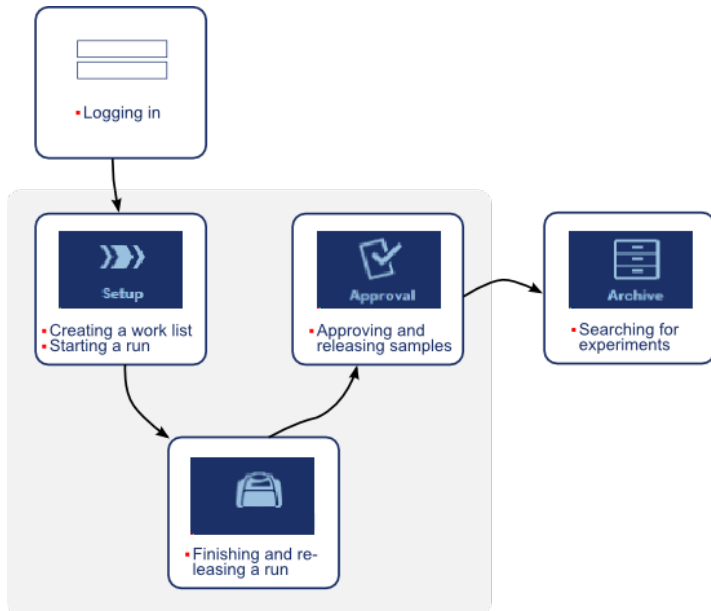 Logging in
Setup
Creating a work list
Starting a run
Finishing and re-
leasing a run
Approval
Approving and
releasing samples
Archive
Searching for
experiments